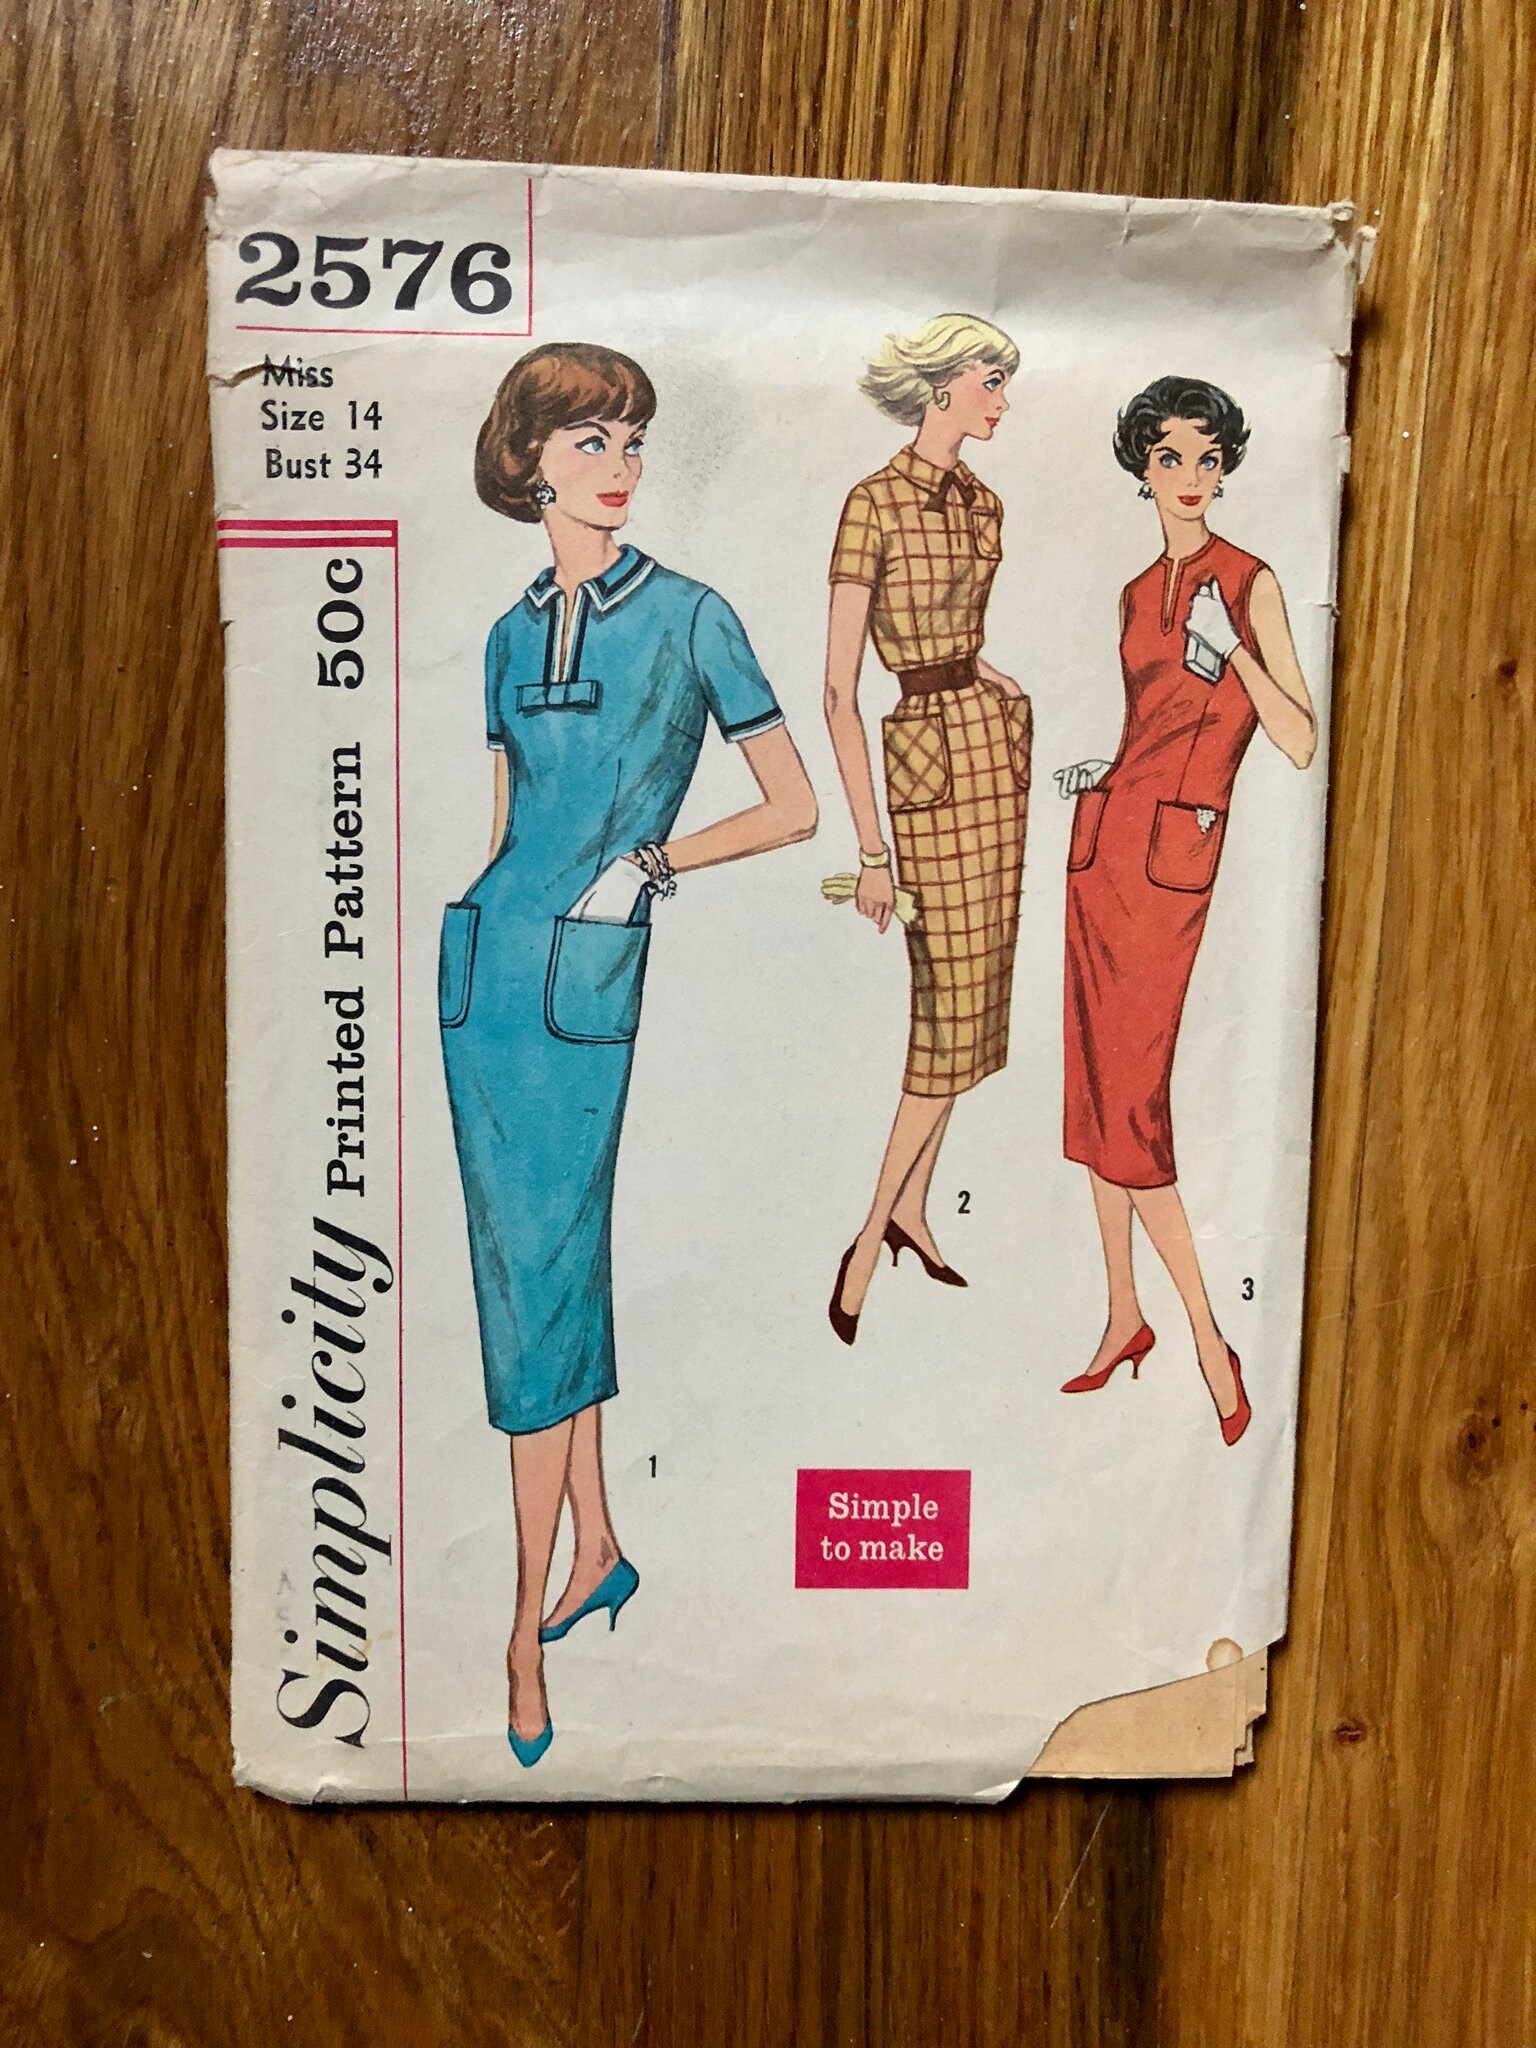 2576
Miss
Size 14
Bust 34
Simplicity Printed Pattern 50c
1
2
3
Simple
to make